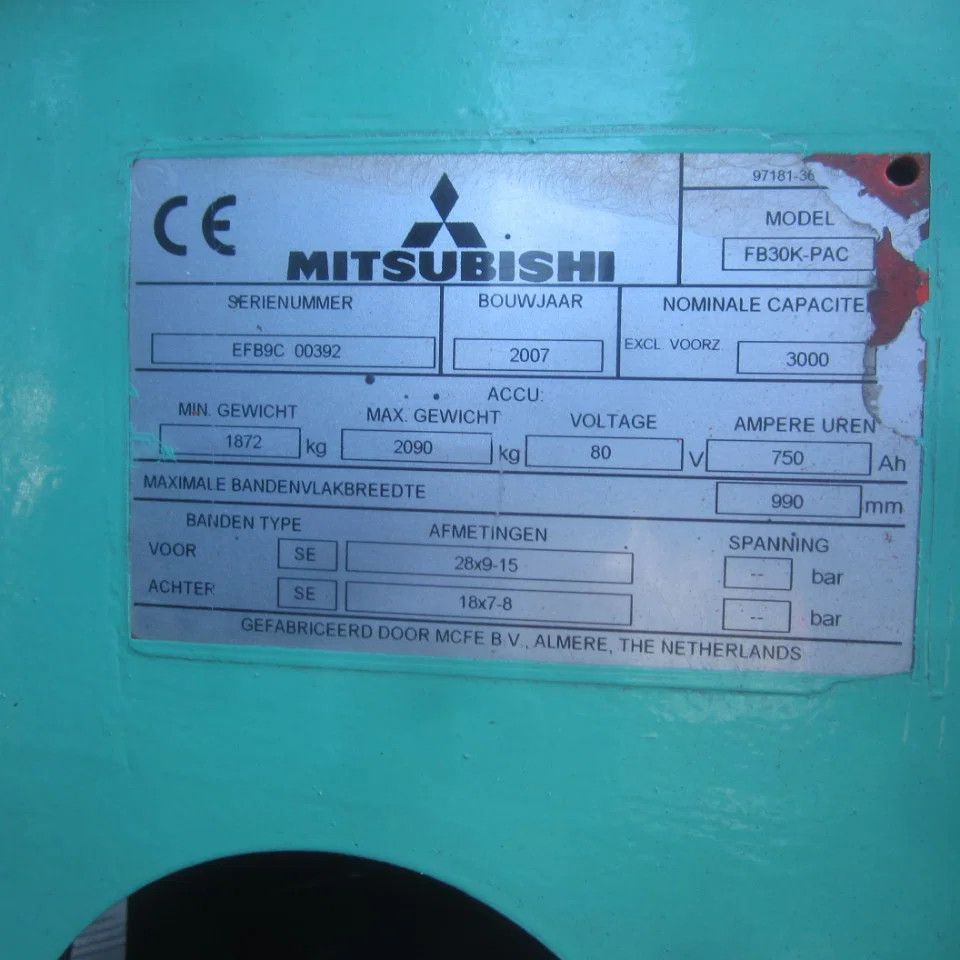 CE
MITSUBISHI
97181-36
MODEL
FB30K-PAC
SERIENUMMER
EFB9C 00392
BOUWJAAR
2007
NOMINALE CAPACITE
EXCL. VOORZ. 3000
ACCU:
MIN. GEWICHT MAX. GEWICHT VOLTAGE AMPERE UREN
1872 kg 2090 kg 80 V 750 Ah
MAXIMALE BANDENVLAKBREEDTE 990 mm
BANDEN TYPE AFMETINGEN SPANNING
VOOR SE 28x9-15 -- bar
ACHTER SE 18x7-8 -- bar
GEFABRICEERD DOOR MCFE B.V., ALMERE, THE NETHERLANDS